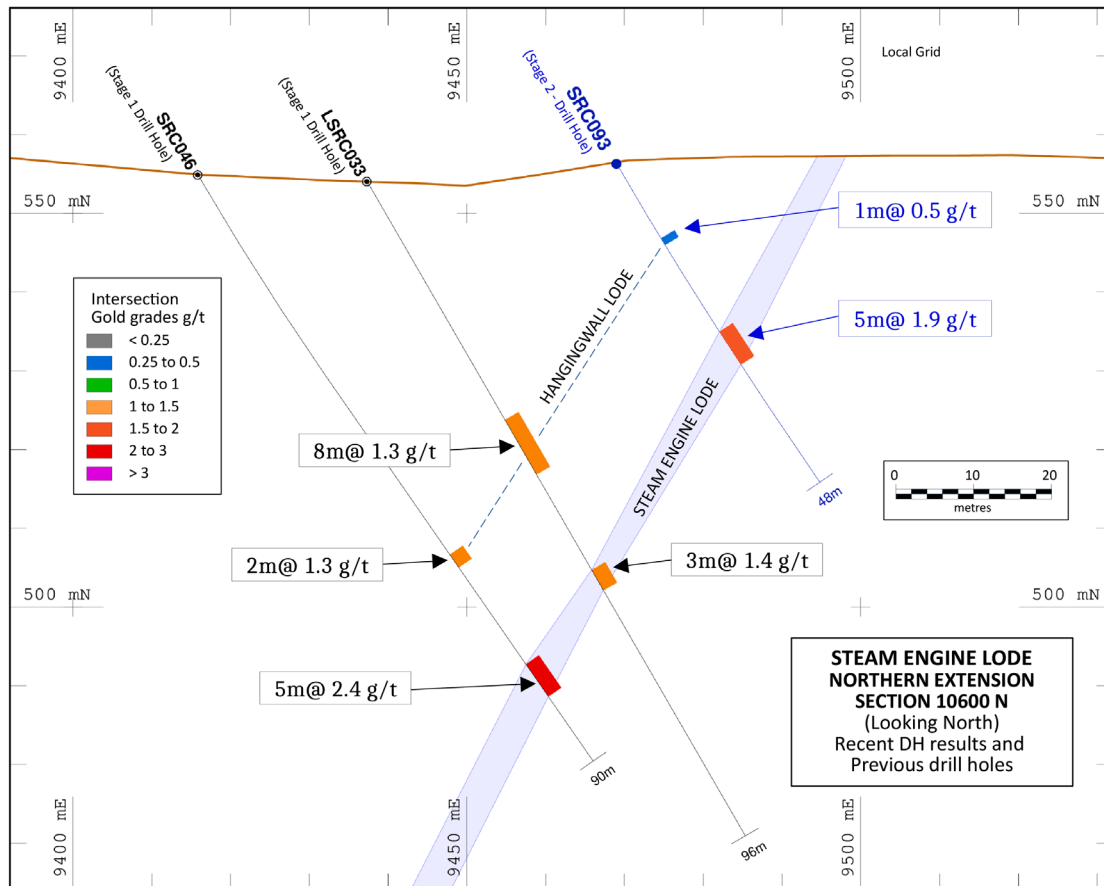 9400 mE
9450 mE
9500 mE
Local Grid
SRC046
(Stage 1 Drill Hole)
LSRC033
(Stage 1 Drill Hole)
SRC093
(Stage 2 - Drill Hole)
550 mN
550 mN
1m@ 0.5 g/t
5m@ 1.9 g/t
Intersection
Gold grades g/t
< 0.25
0.25 to 0.5
0.5 to 1
1 to 1.5
1.5 to 2
2 to 3
> 3
HANGINGWALL LODE
STEAM ENGINE LODE
8m@ 1.3 g/t
2m@ 1.3 g/t
3m@ 1.4 g/t
5m@ 2.4 g/t
48m
0 10 20
metres
500 mN
500 mN
90m
96m
STEAM ENGINE LODE
NORTHERN EXTENSION
SECTION 10600 N
(Looking North)
Recent DH results and
Previous drill holes
9400 mE
9450 mE
9500 mE